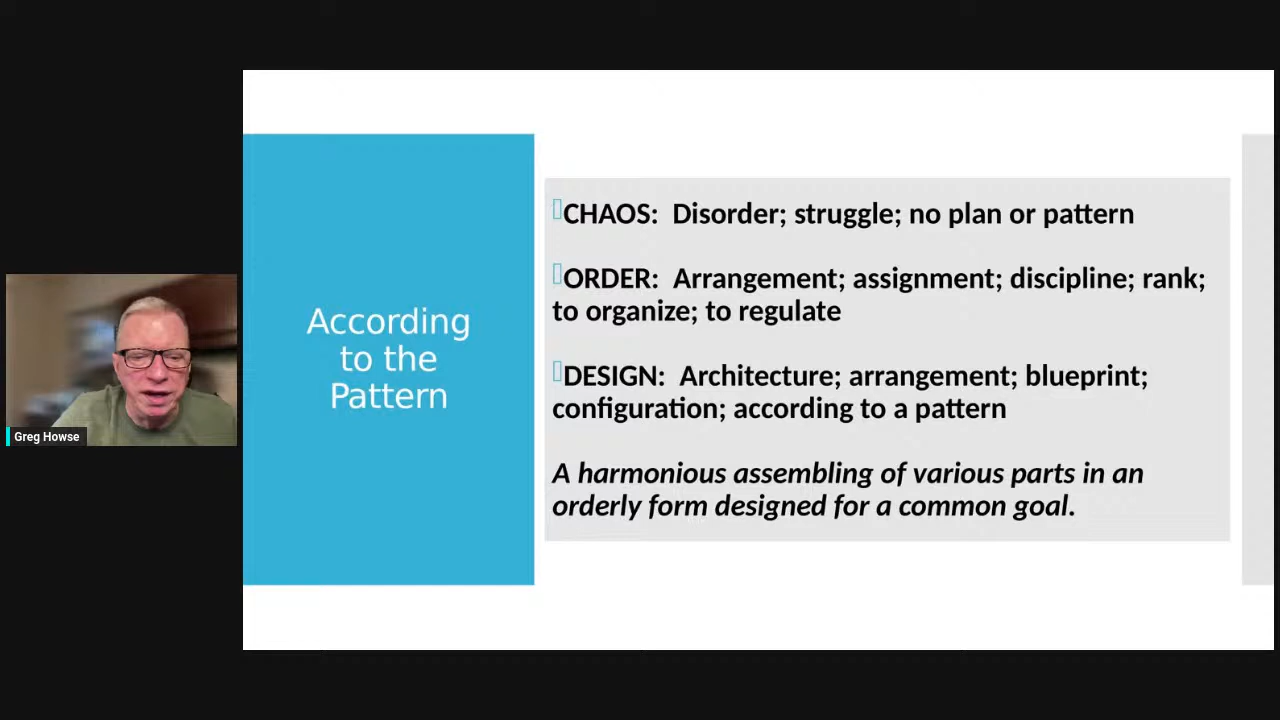 According
to the
Pattern
CHAOS:  Disorder; struggle; no plan or pattern
ORDER:  Arrangement; assignment; discipline; rank;
to organize; to regulate
DESIGN:  Architecture; arrangement; blueprint;
configuration; according to a pattern
A harmonious assembling of various parts in an
orderly form designed for a common goal.
Greg Howse